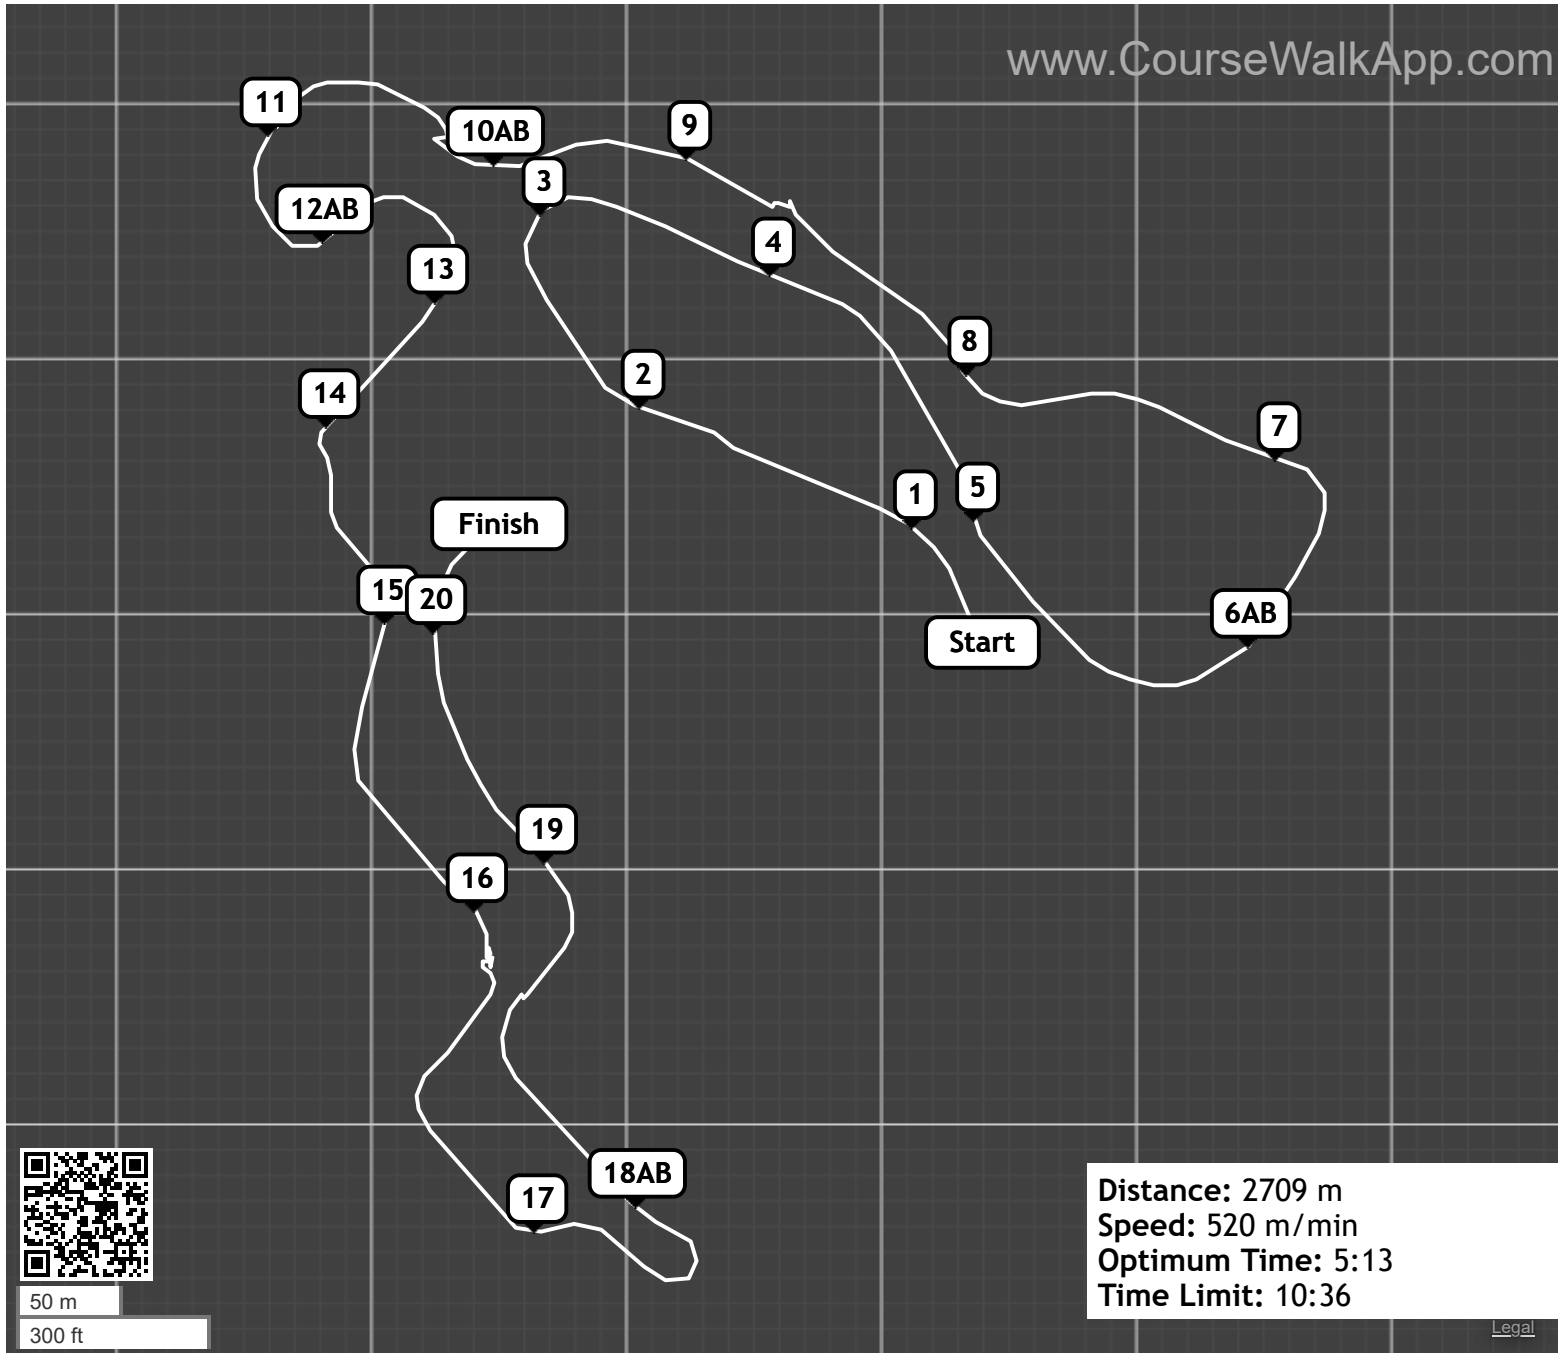 www.CourseWalkApp.com
11
10AB
9
3
12AB
4
13
8
2
14
7
1
5
Finish
15
20
6AB
Start
19
16
18AB
17
Distance: 2709 m
Speed: 520 m/min
Optimum Time: 5:13
Time Limit: 10:36
50 m
300 ft
Legal